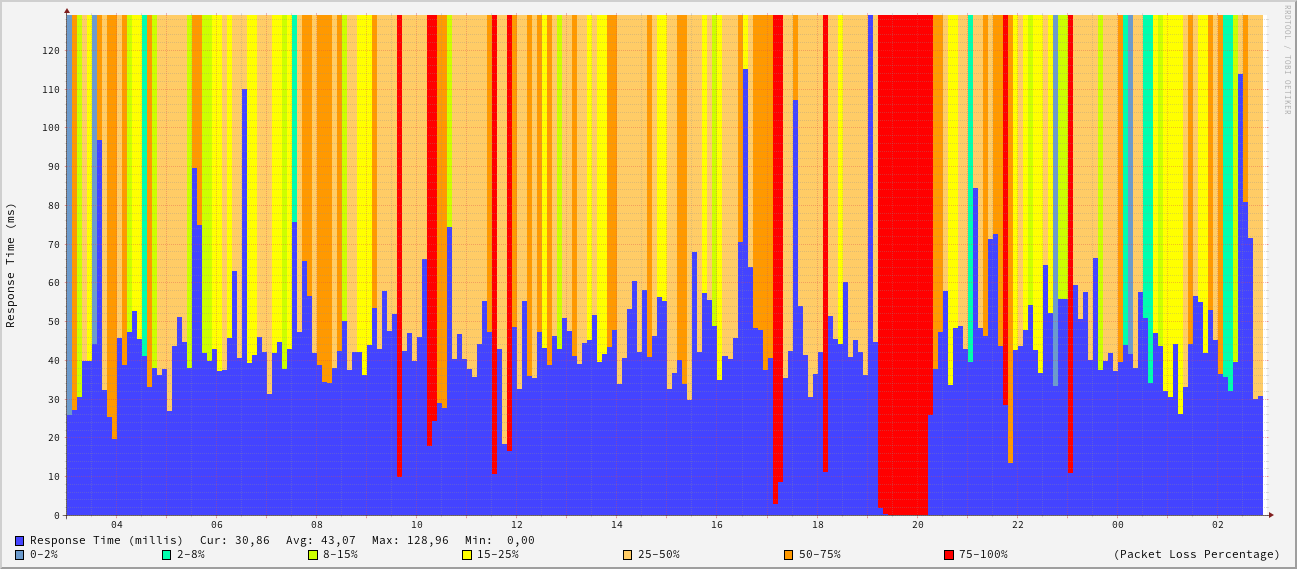 RRDTOOL / TOBI OETIKER
Response Time (ms)
120
110
100
90
80
70
60
50
40
30
20
10
0
04 06 08 10 12 14 16 18 20 22 00 02
Response Time (millis) Cur: 30,86 Avg: 43,07 Max: 128,96 Min: 0,00
0-2% 2-8% 8-15% 15-25% 25-50% 50-75% 75-100% (Packet Loss Percentage)